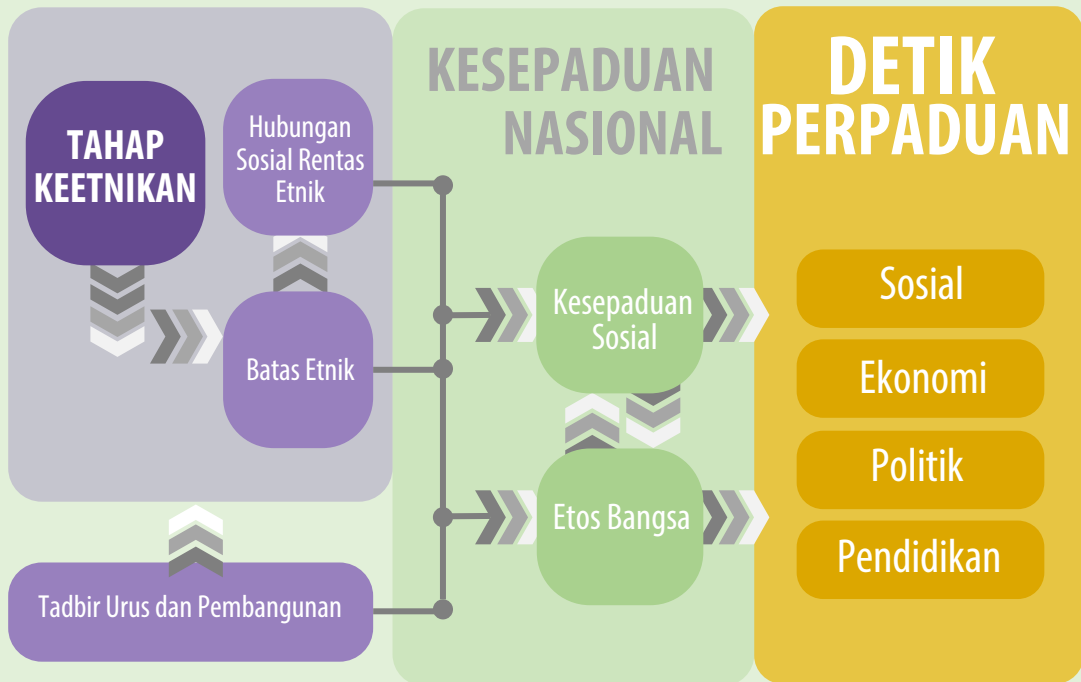 TAHAP
KEETNIKAN
Hubungan
Sosial Rentas
Etnik
Batas Etnik
Tadbir Urus dan Pembangunan
KESEPADUAN
NASIONAL
Kesepaduan
Sosial
Etos Bangsa
DETIK
PERPADUAN
Sosial
Ekonomi
Politik
Pendidikan